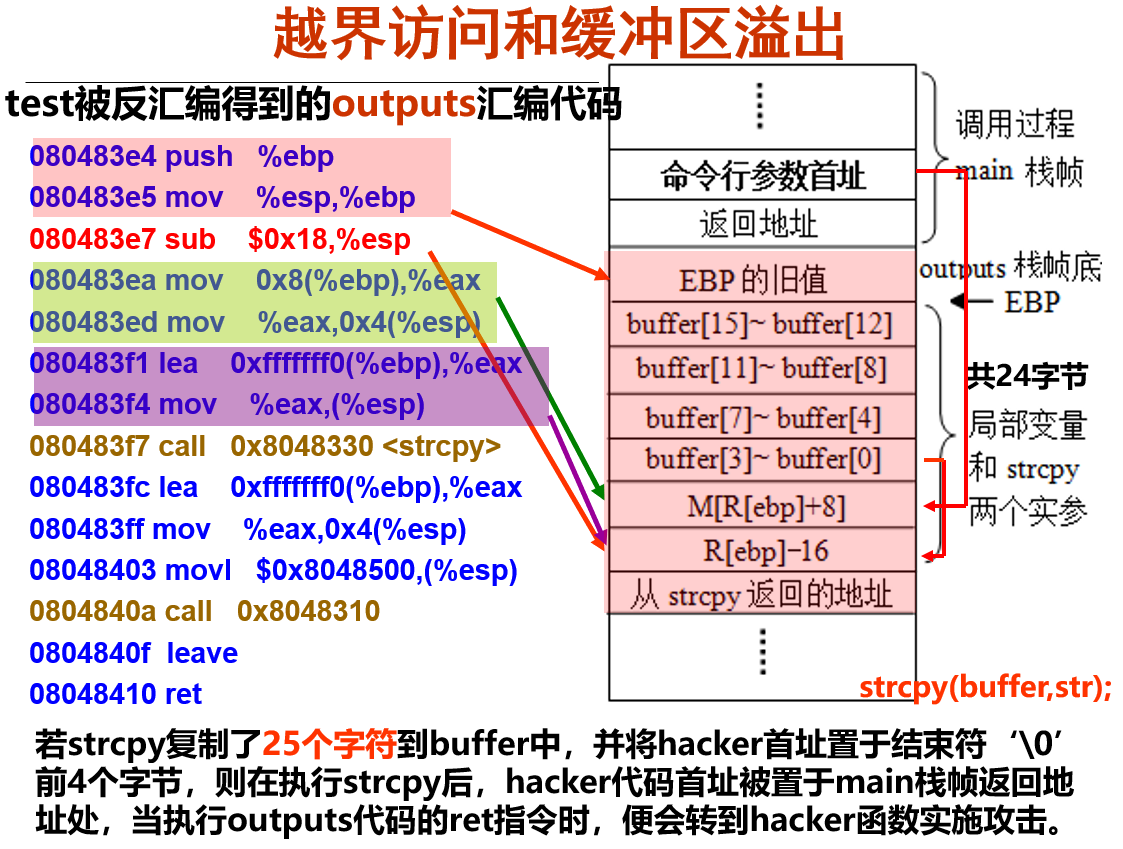 越界访问和缓冲区溢出
test被反汇编得到的outputs汇编代码
080483e4 push %ebp
080483e5 mov %esp,%ebp
080483e7 sub $0x18,%esp
080483ea mov 0x8(%ebp),%eax
080483ed mov %eax,0x4(%esp)
080483f1 lea 0xfffffff0(%ebp),%eax
080483f4 mov %eax,(%esp)
080483f7 call 0x8048330 <strcpy>
080483fc lea 0xfffffff0(%ebp),%eax
080483ff mov %eax,0x4(%esp)
08048403 movl $0x8048500,(%esp)
0804840a call 0x8048310
0804840f leave
08048410 ret
命令行参数首址
返回地址
EBP 的旧值
buffer[15]~ buffer[12]
buffer[11]~ buffer[8]
buffer[7]~ buffer[4]
buffer[3]~ buffer[0]
M[R[ebp]+8]
R[ebp]−16
从 strcpy 返回的地址
调用过程
main 栈帧
outputs 栈帧底
EBP
共24字节
局部变量
和 strcpy
两个实参
strcpy(buffer,str);
若strcpy复制了25个字符到buffer中，并将hacker首址置于结束符‘\0’
前4个字节，则在执行strcpy后，hacker代码首址被置于main栈帧返回地
址处，当执行outputs代码的ret指令时，便会转到hacker函数实施攻击。